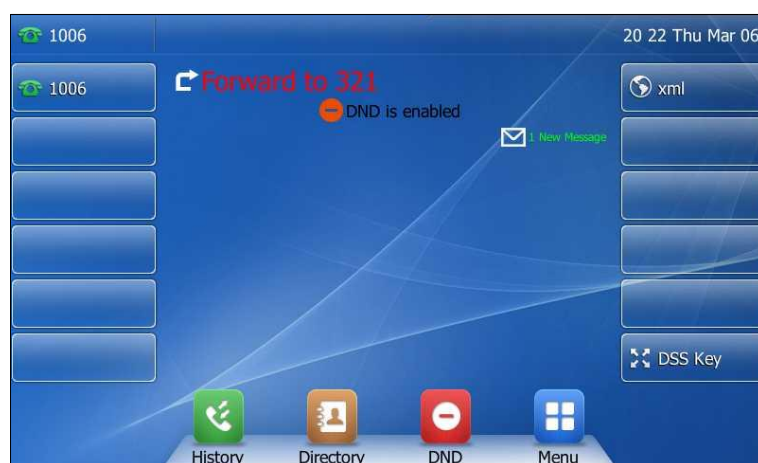 1006
20 22 Thu Mar 06
1006
Forward to 321
xml
DND is enabled
1 New Message
DSS Key
History
Directory
DND
Menu